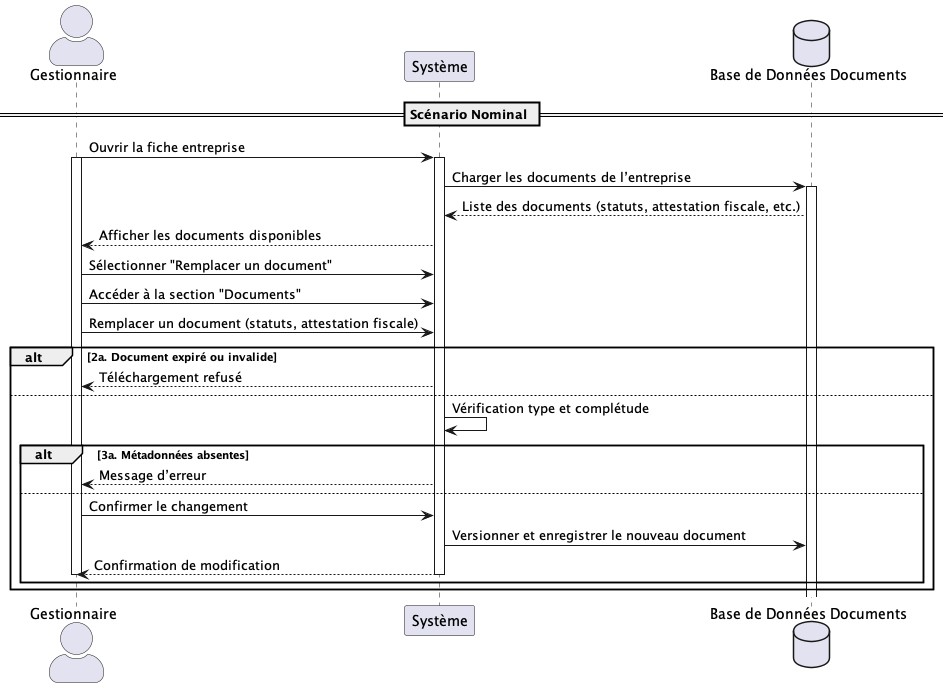 Gestionnaire
Système
Base de Données Documents
Scénario Nominal
Ouvrir la fiche entreprise
Charger les documents de l'entreprise
Liste des documents (statuts, attestation fiscale, etc.)
Afficher les documents disponibles
Sélectionner "Remplacer un document"
Accéder à la section "Documents"
Remplacer un document (statuts, attestation fiscale)
alt [2a. Document expiré ou invalide]
Téléchargement refusé
Vérification type et complétude
alt [3a. Métadonnées absentes]
Message d'erreur
Confirmer le changement
Versionner et enregistrer le nouveau document
Confirmation de modification
Gestionnaire
Système
Base de Données Documents